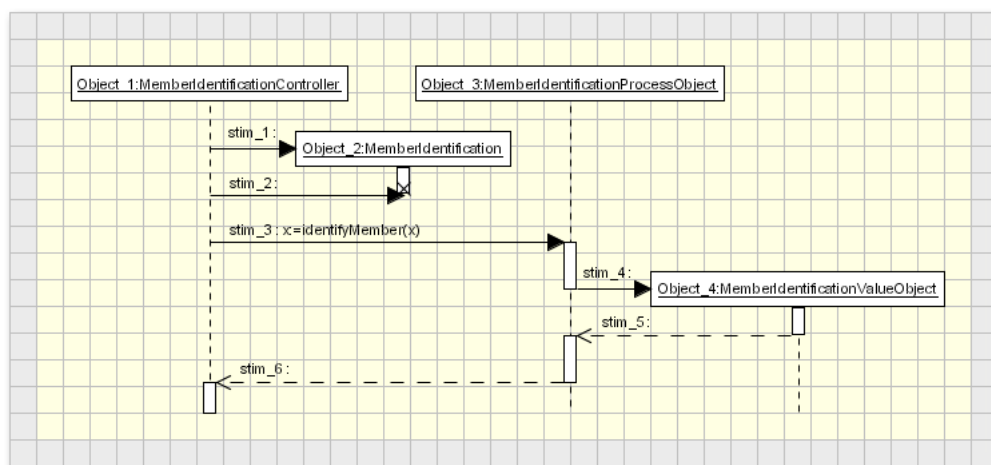 Object_1:MemberIdentificationController
Object_3:MemberIdentificationProcessObject
stim_1 :
Object_2:MemberIdentification
stim_2 :
stim_3 : x:=identifyMember(x)
stim_4 :
Object_4:MemberIdentificationValueObject
stim_5 :
stim_6 :